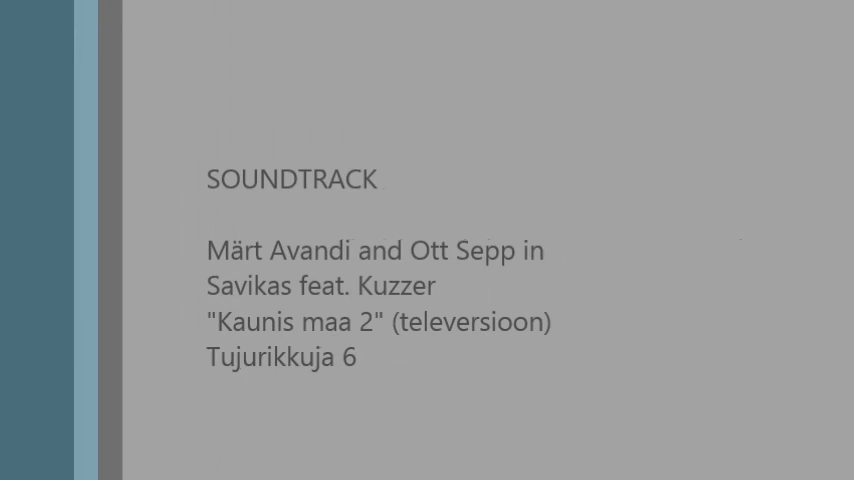 SOUNDTRACK
Märt Avandi and Ott Sepp in
Savikas feat. Kuzzer
"Kaunis maa 2" (televersioon)
Tujurikkuja 6